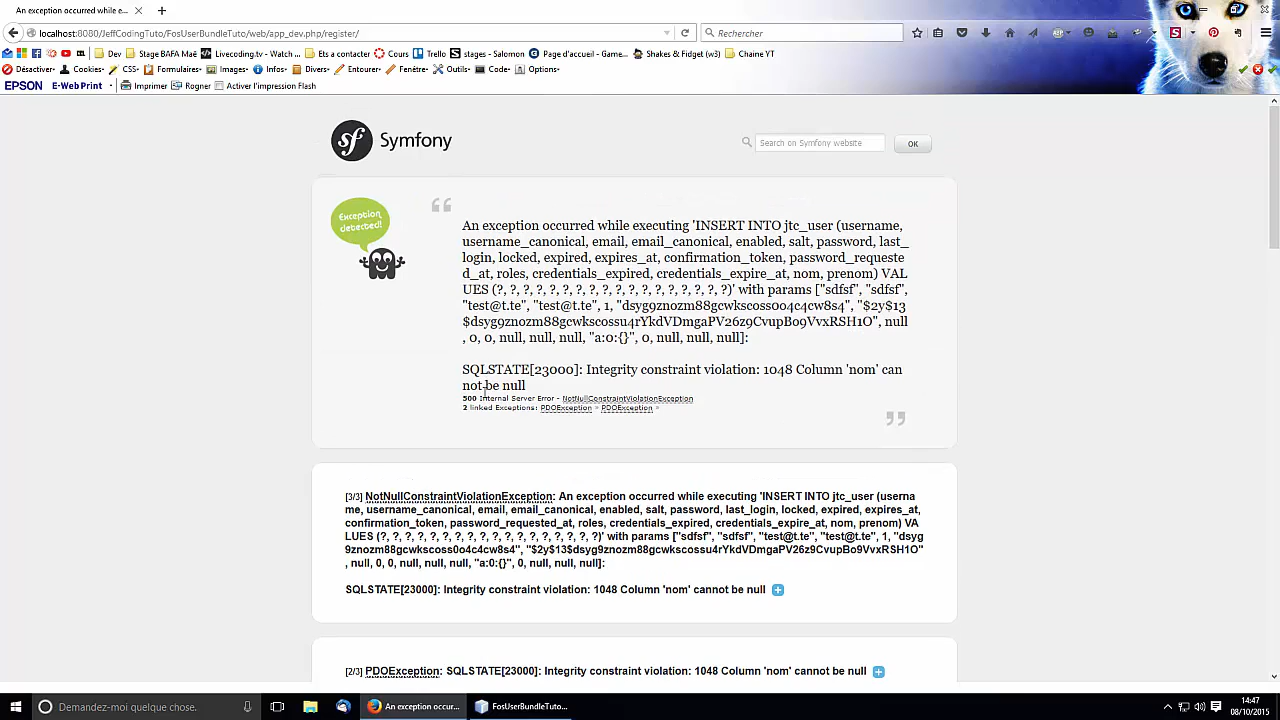 An exception occurred while e...
localhost:8080/JeffCodingTuto/FosUserBundleTuto/web/app_dev.php/register/
Rechercher
Dev Stage BAFA Maë Livecoding.tv - Watch ... Ets a contacter Cours Trello stages - Salomon Page d'accueil - Game... Shakes & Fidget (w3) Chaine YT
Désactiver Cookies CSS Formulaires Images Infos Divers Entourer Fenêtre Outils Code Options
EPSON E-Web Print Imprimer Rogner Activer l'impression Flash
Symfony
Search on Symfony website
OK
Exception
detected!
An exception occurred while executing 'INSERT INTO jtc_user (username,
username_canonical, email, email_canonical, enabled, salt, password, last_
login, locked, expired, expires_at, confirmation_token, password_requeste
d_at, roles, credentials_expired, credentials_expire_at, nom, prenom) VAL
UES (?, ?, ?, ?, ?, ?, ?, ?, ?, ?, ?, ?, ?, ?, ?, ?, ?, ?)' with params ["sdfsf", "sdfsf",
"test@t.te", "test@t.te", 1, "dsyg9znozm88gcwkscoss0o4c4cw8s4", "$2y$13
$dsyg9znozm88gcwkscossu4rYkdVDmgaPV26z9CvupBo9VvxRSH1O", null
, 0, 0, null, null, null, "a:0:{}", 0, null, null, null]:
SQLSTATE[23000]: Integrity constraint violation: 1048 Column 'nom' can
not be null
500 Internal Server Error - NotNullConstraintViolationException
2 linked Exceptions: PDOException » PDOException »
[3/3] NotNullConstraintViolationException: An exception occurred while executing 'INSERT INTO jtc_user (userna
me, username_canonical, email, email_canonical, enabled, salt, password, last_login, locked, expired, expires_at,
confirmation_token, password_requested_at, roles, credentials_expired, credentials_expire_at, nom, prenom) VA
LUES (?, ?, ?, ?, ?, ?, ?, ?, ?, ?, ?, ?, ?, ?, ?, ?, ?, ?)' with params ["sdfsf", "sdfsf", "test@t.te", "test@t.te", 1, "dsyg
9znozm88gcwkscoss0o4c4cw8s4", "$2y$13$dsyg9znozm88gcwkscossu4rYkdVDmgaPV26z9CvupBo9VvxRSH1O"
, null, 0, 0, null, null, null, "a:0:{}", 0, null, null, null]:
SQLSTATE[23000]: Integrity constraint violation: 1048 Column 'nom' cannot be null
[2/3] PDOException: SQLSTATE[23000]: Integrity constraint violation: 1048 Column 'nom' cannot be null
Demandez-moi quelque chose.
An exception occur...
FosUserBundleTuto...
14:47
08/10/2015